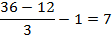 (36 − 12)/3 − 1 = 7